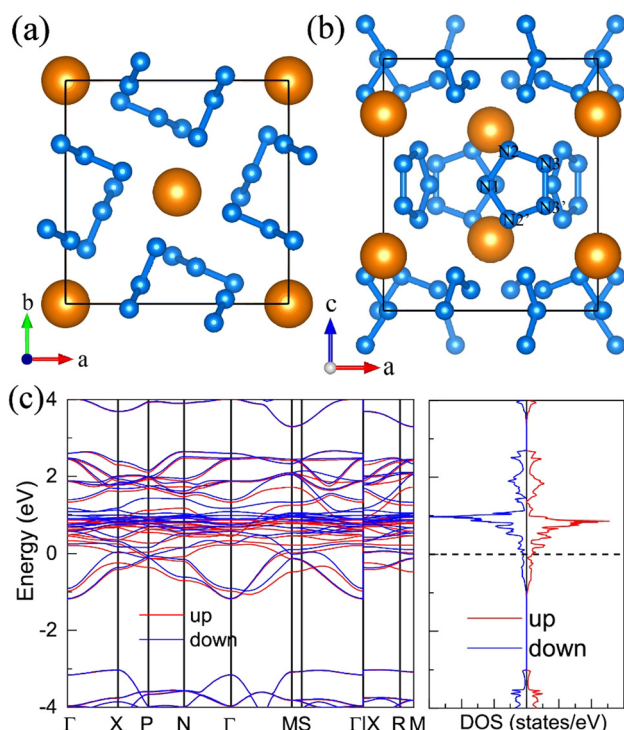 (a)
b
a
(b)
N2
N3
N1
N2'
N3'
c
a
(c)
4
2
0
-2
-4
Energy (eV)
up
down
Γ X P N Γ M S Γ|X R M
up
down
DOS (states/eV)